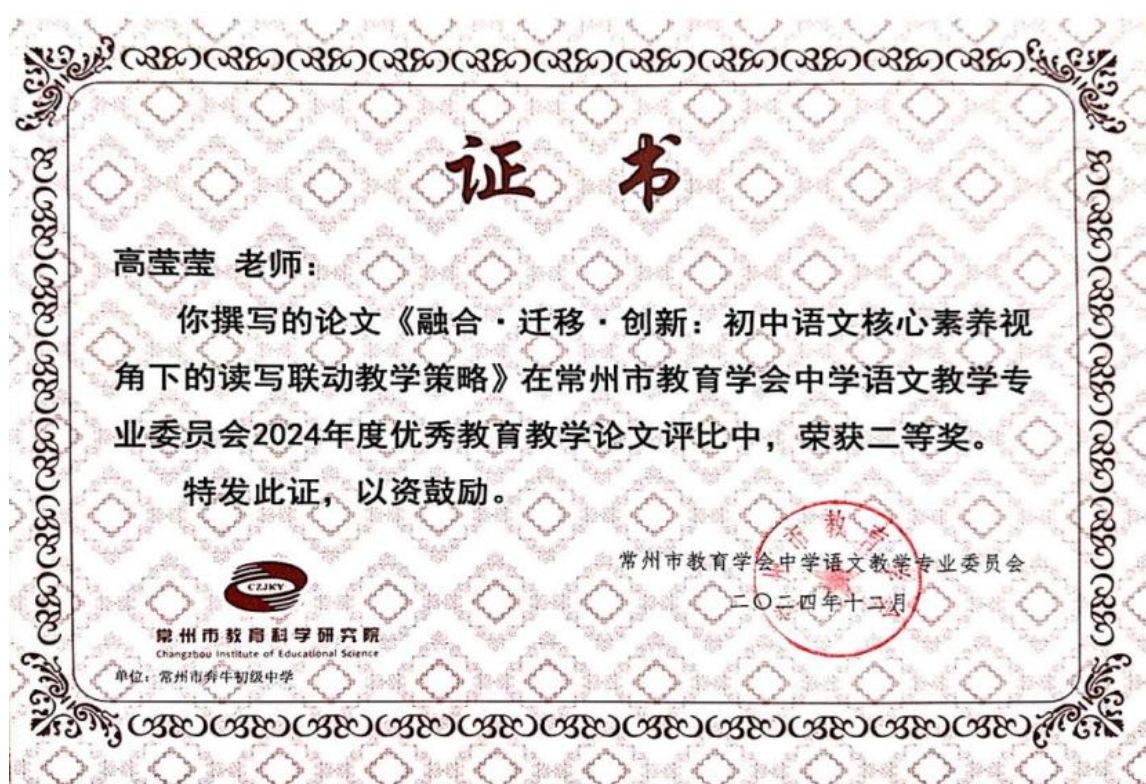 证 书
高莹莹 老师:
你撰写的论文《融合·迁移·创新：初中语文核心素养视
角下的读写联动教学策略》在常州市教育学会中学语文教学专
业委员会2024年度优秀教育教学论文评比中，荣获二等奖。
特发此证，以资鼓励。
常州市教育学会中学语文教学专业委员会
二〇二四年十二月
CZJKY
常州市教育科学研究院
Changzhou Institute of Educational Science
单位：常州市奔牛初级中学